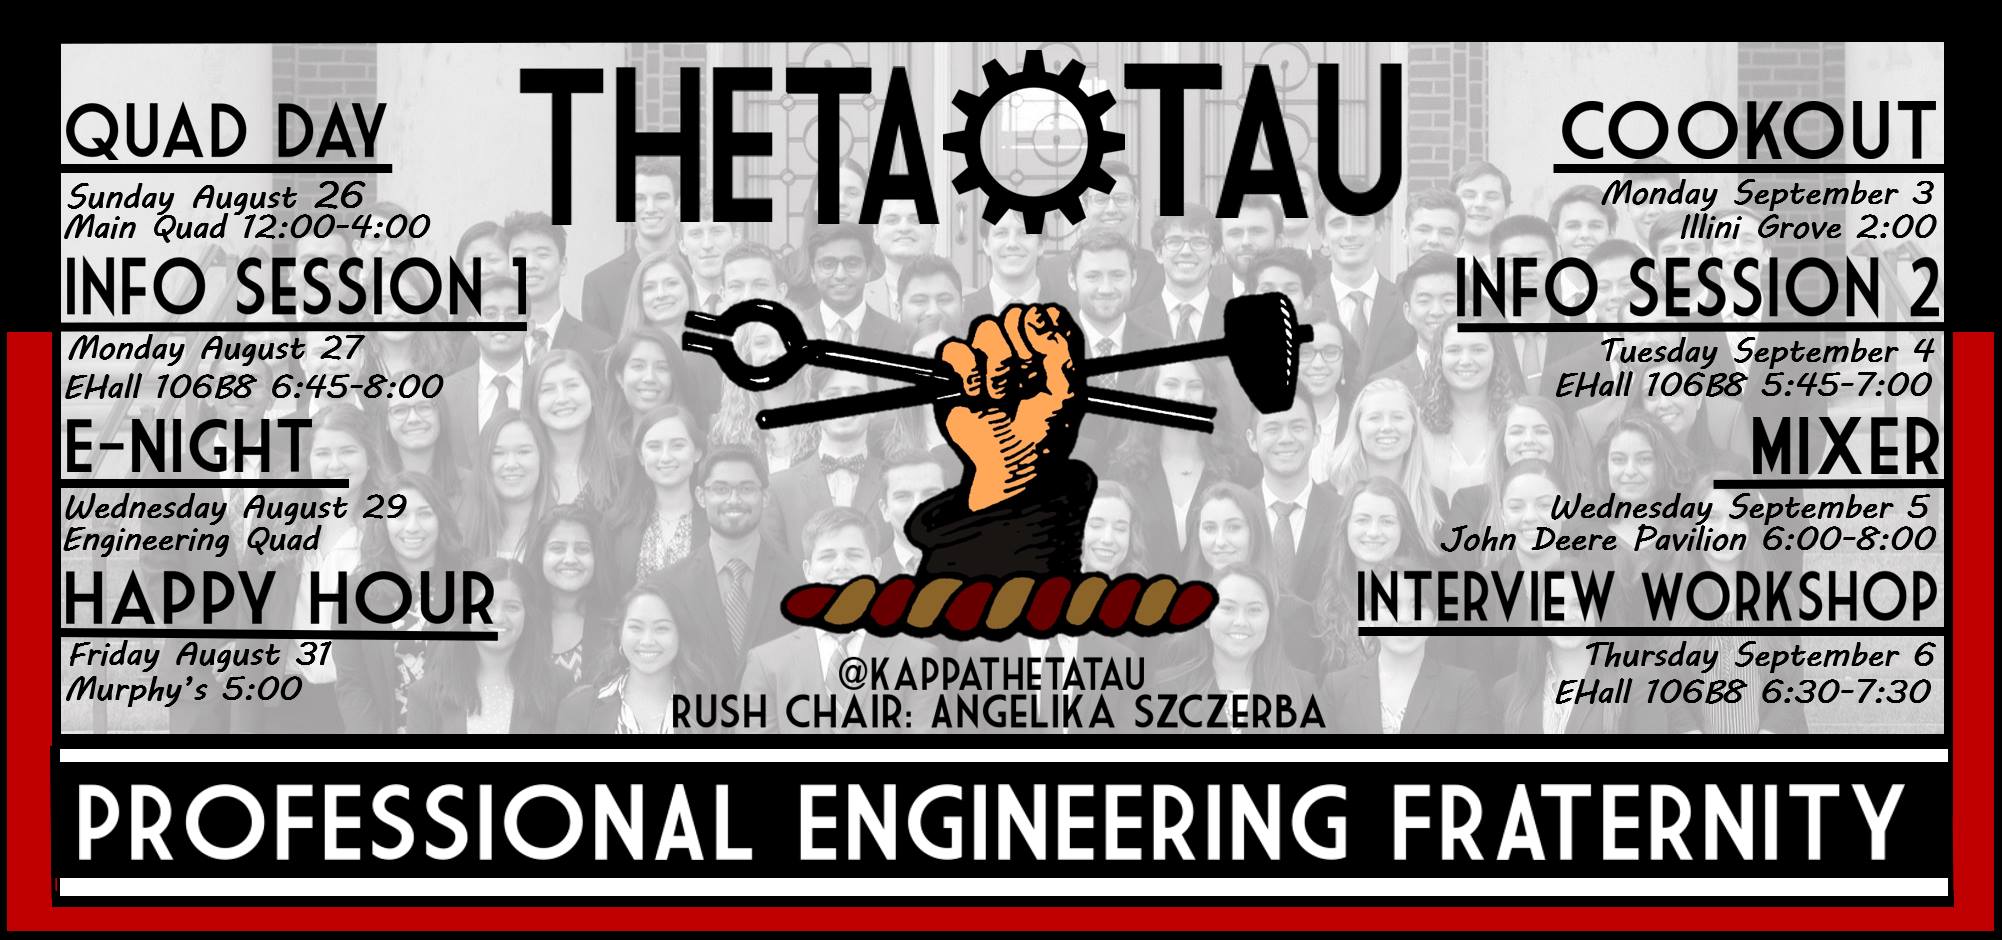 THETA TAU
QUAD DAY
Sunday August 26
Main Quad 12:00-4:00
INFO SESSION 1
Monday August 27
EHall 106B8 6:45-8:00
E-NIGHT
Wednesday August 29
Engineering Quad
HAPPY HOUR
Friday August 31
Murphy's 5:00
COOKOUT
Monday September 3
Illini Grove 2:00
INFO SESSION 2
Tuesday September 4
EHall 106B8 5:45-7:00
MIXER
Wednesday September 5
John Deere Pavilion 6:00-8:00
INTERVIEW WORKSHOP
Thursday September 6
EHall 106B8 6:30-7:30
@KAPPATHETATAU
RUSH CHAIR: ANGELIKA SZCZERBA
PROFESSIONAL ENGINEERING FRATERNITY